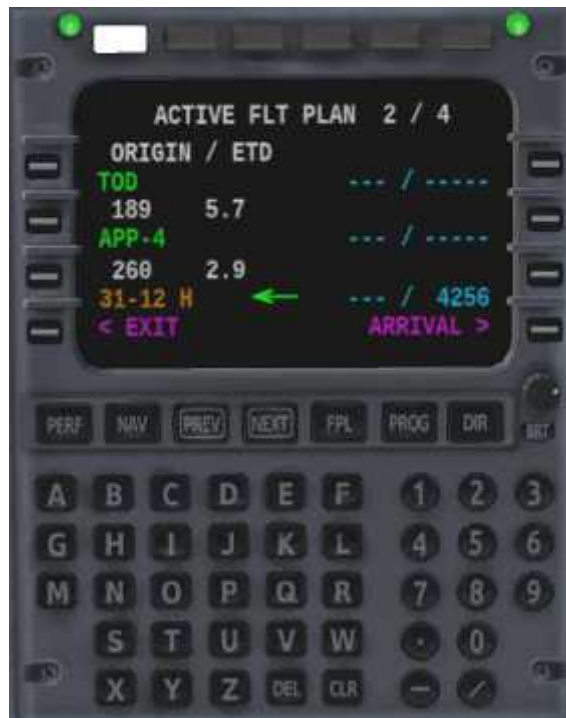 ACTIVE FLT PLAN 2 / 4
ORIGIN / ETD
TOD --- / -----
189 5.7
APP-4 --- / -----
260 2.9
31-12 H ← --- / 4256
< EXIT ARRIVAL >
PERF NAV PREV NEXT FPL PROG DIR BRT
A B C D E F 1 2 3
G H I J K L 4 5 6
M N O P Q R 7 8 9
S T U V W · 0
X Y Z DEL CLR - /